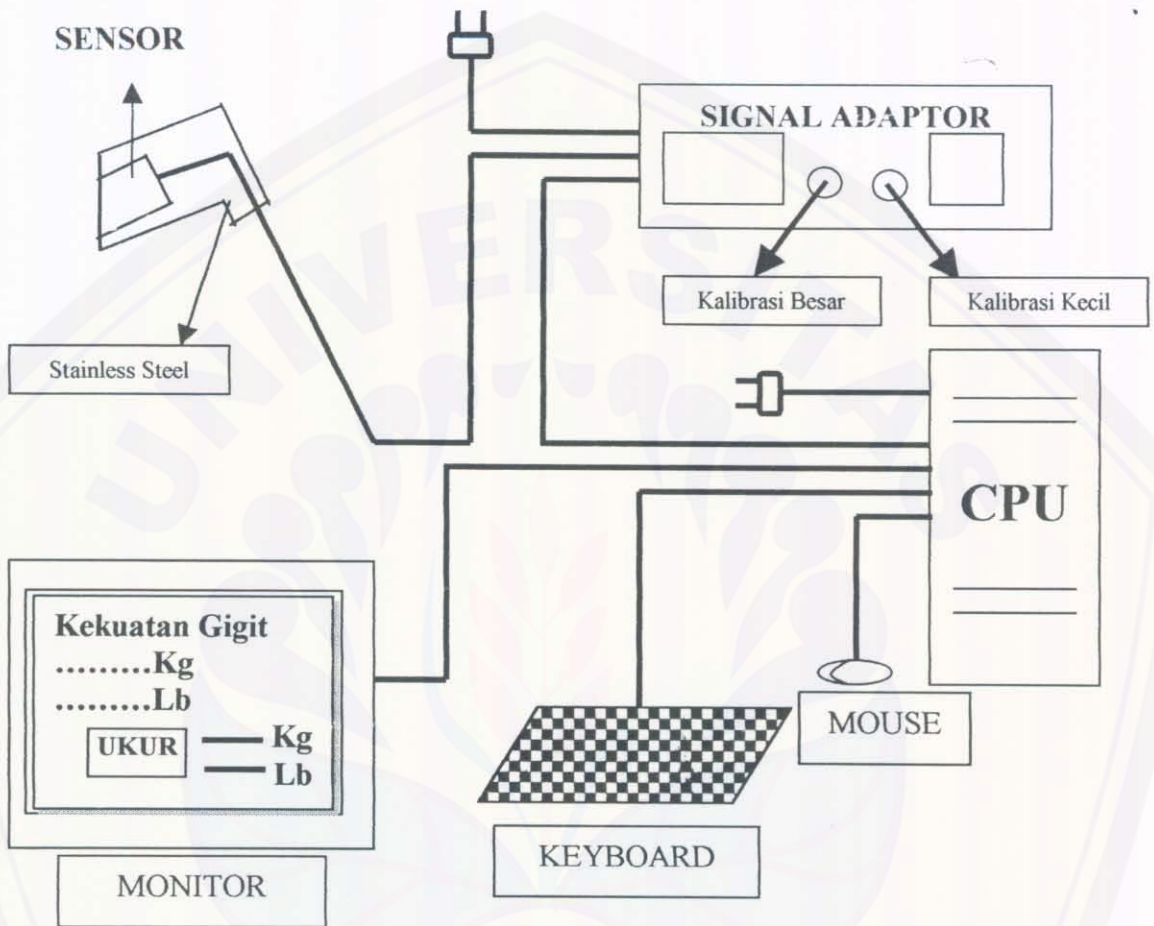 SENSOR
SIGNAL ADAPTOR
Kalibrasi Besar
Kalibrasi Kecil
Stainless Steel
CPU
Kekuatan Gigit
.........Kg
.........Lb
UKUR
Kg
Lb
MOUSE
KEYBOARD
MONITOR
UNIVERSITAS